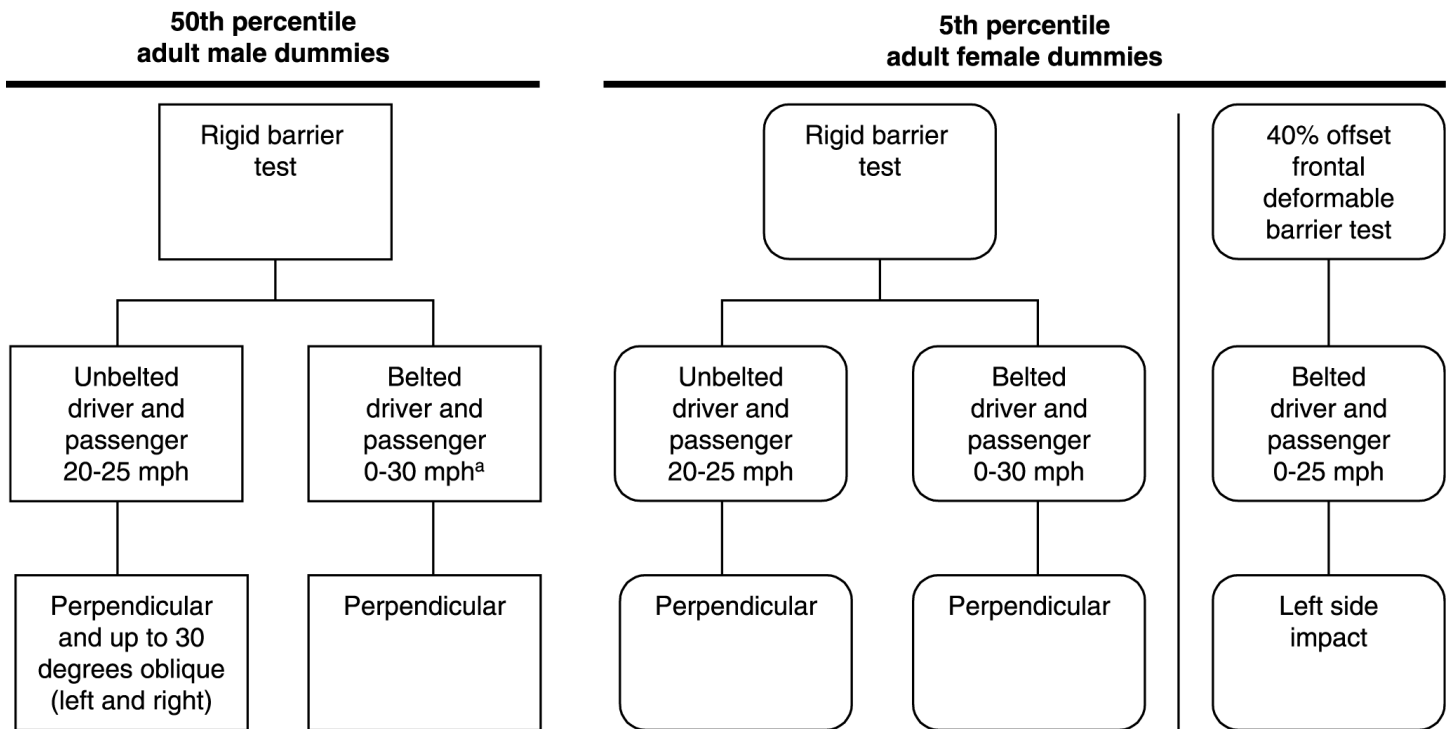 50th percentile
adult male dummies
5th percentile
adult female dummies
Rigid barrier
test
Rigid barrier
test
40% offset
frontal
deformable
barrier test
Unbelted
driver and
passenger
20-25 mph
Belted
driver and
passenger
0-30 mphᵃ
Unbelted
driver and
passenger
20-25 mph
Belted
driver and
passenger
0-30 mph
Belted
driver and
passenger
0-25 mph
Perpendicular
and up to 30
degrees oblique
(left and right)
Perpendicular
Perpendicular
Perpendicular
Left side
impact